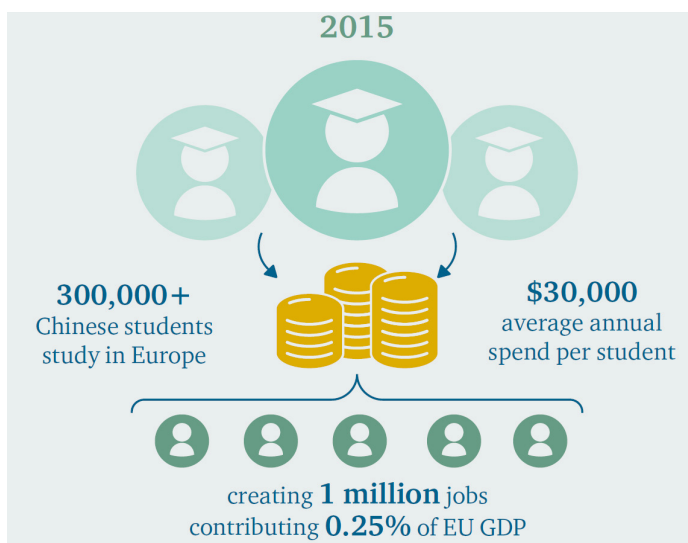 2015
300,000+
Chinese students
study in Europe
$30,000
average annual
spend per student
creating 1 million jobs
contributing 0.25% of EU GDP